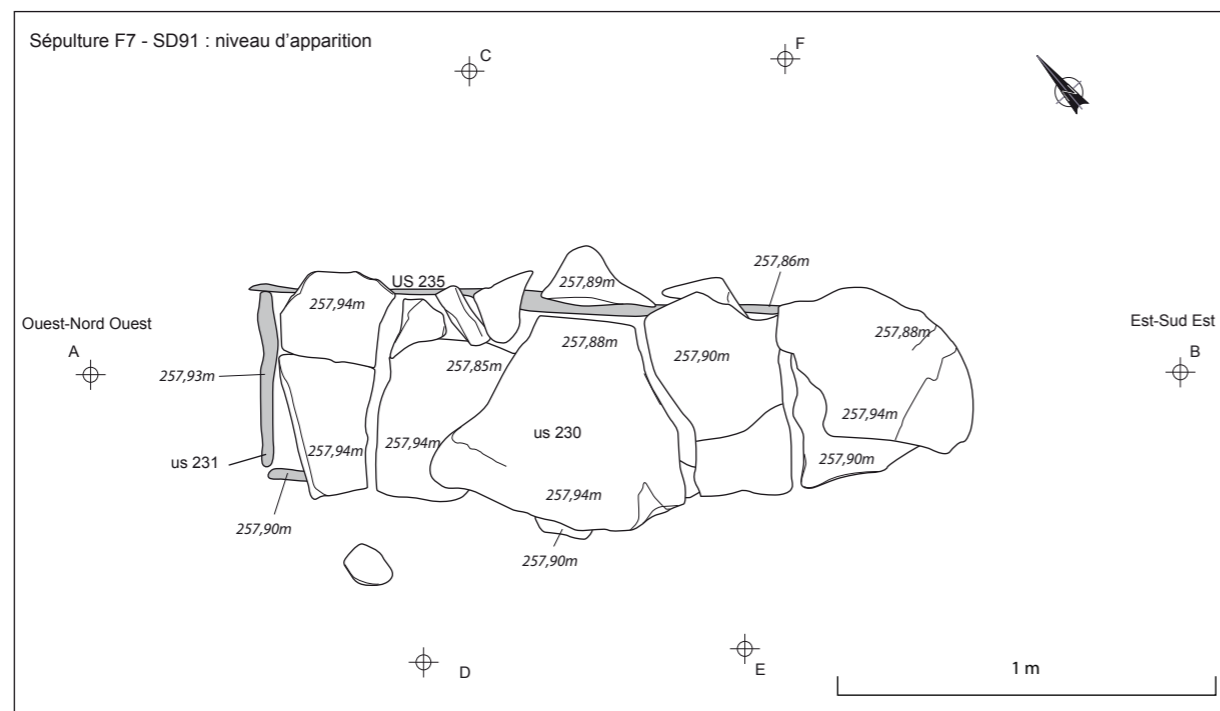 Sépulture F7 - SD91 : niveau d'apparition
C
F
N
257,86m
257,89m
US 235
257,94m
Ouest-Nord Ouest
Est-Sud Est
A
B
257,88m
257,88m
257,90m
257,85m
257,93m
257,94m
us 230
257,94m
257,94m
257,90m
us 231
257,94m
257,90m
257,90m
D
E
1 m